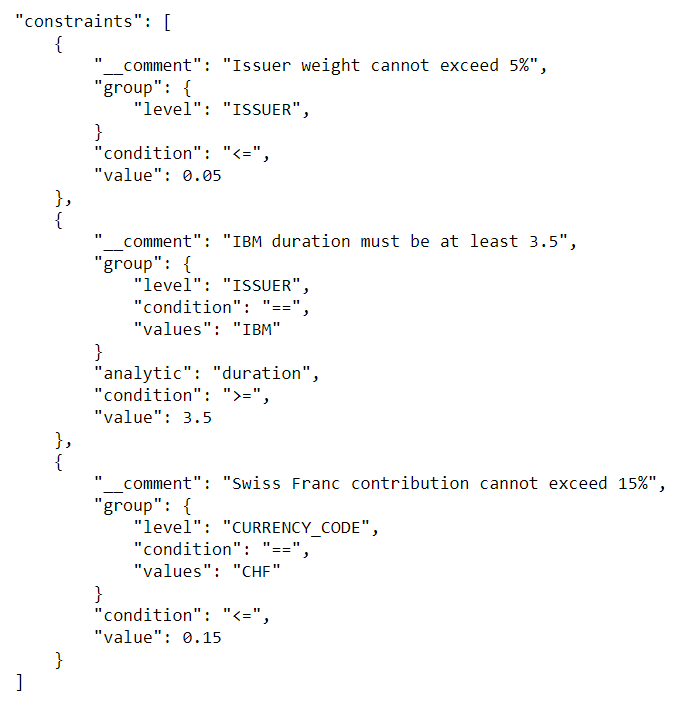 "constraints": [
    {
        "__comment": "Issuer weight cannot exceed 5%",
        "group": {
            "level": "ISSUER",
        }
        "condition": "<=",
        "value": 0.05
    },
    {
        "__comment": "IBM duration must be at least 3.5",
        "group": {
            "level": "ISSUER",
            "condition": "==",
            "values": "IBM"
        }
        "analytic": "duration",
        "condition": ">=",
        "value": 3.5
    },
    {
        "__comment": "Swiss Franc contribution cannot exceed 15%",
        "group": {
            "level": "CURRENCY_CODE",
            "condition": "==",
            "values": "CHF"
        }
        "condition": "<=",
        "value": 0.15
    }
]